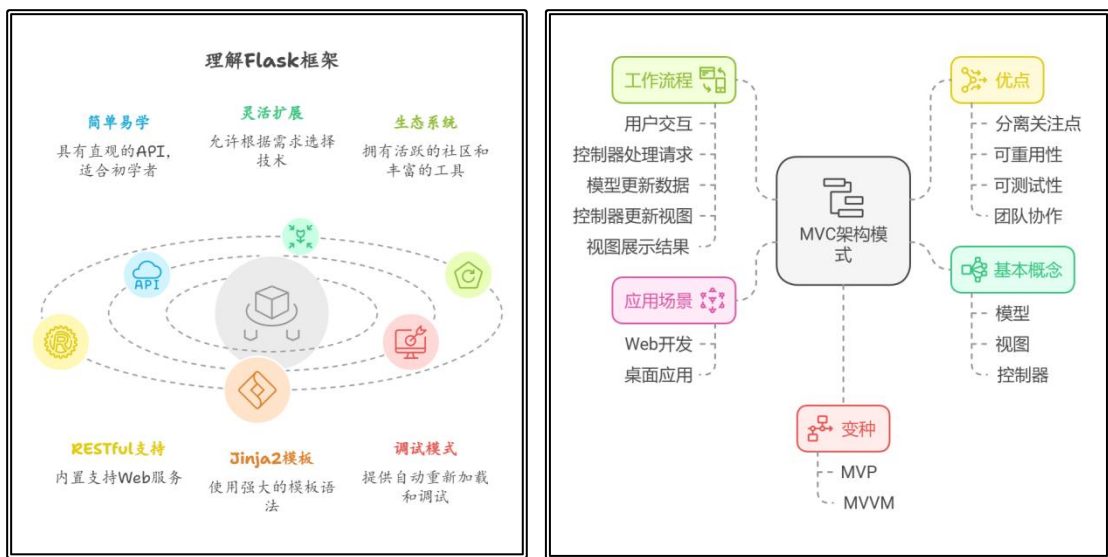 理解Flask框架
简单易学
具有直观的API,
适合初学者
灵活扩展
允许根据需求选择
技术
生态系统
拥有活跃的社区和
丰富的工具
API
R
RESTful支持
内置支持Web服务
Jinja2模板
使用强大的模板语
法
调试模式
提供自动重新加载
和调试
工作流程
用户交互
控制器处理请求
模型更新数据
控制器更新视图
视图展示结果
应用场景
Web开发
桌面应用
MVC架构模
式
优点
分离关注点
可重用性
可测试性
团队协作
基本概念
模型
视图
控制器
变种
MVP
MVVM